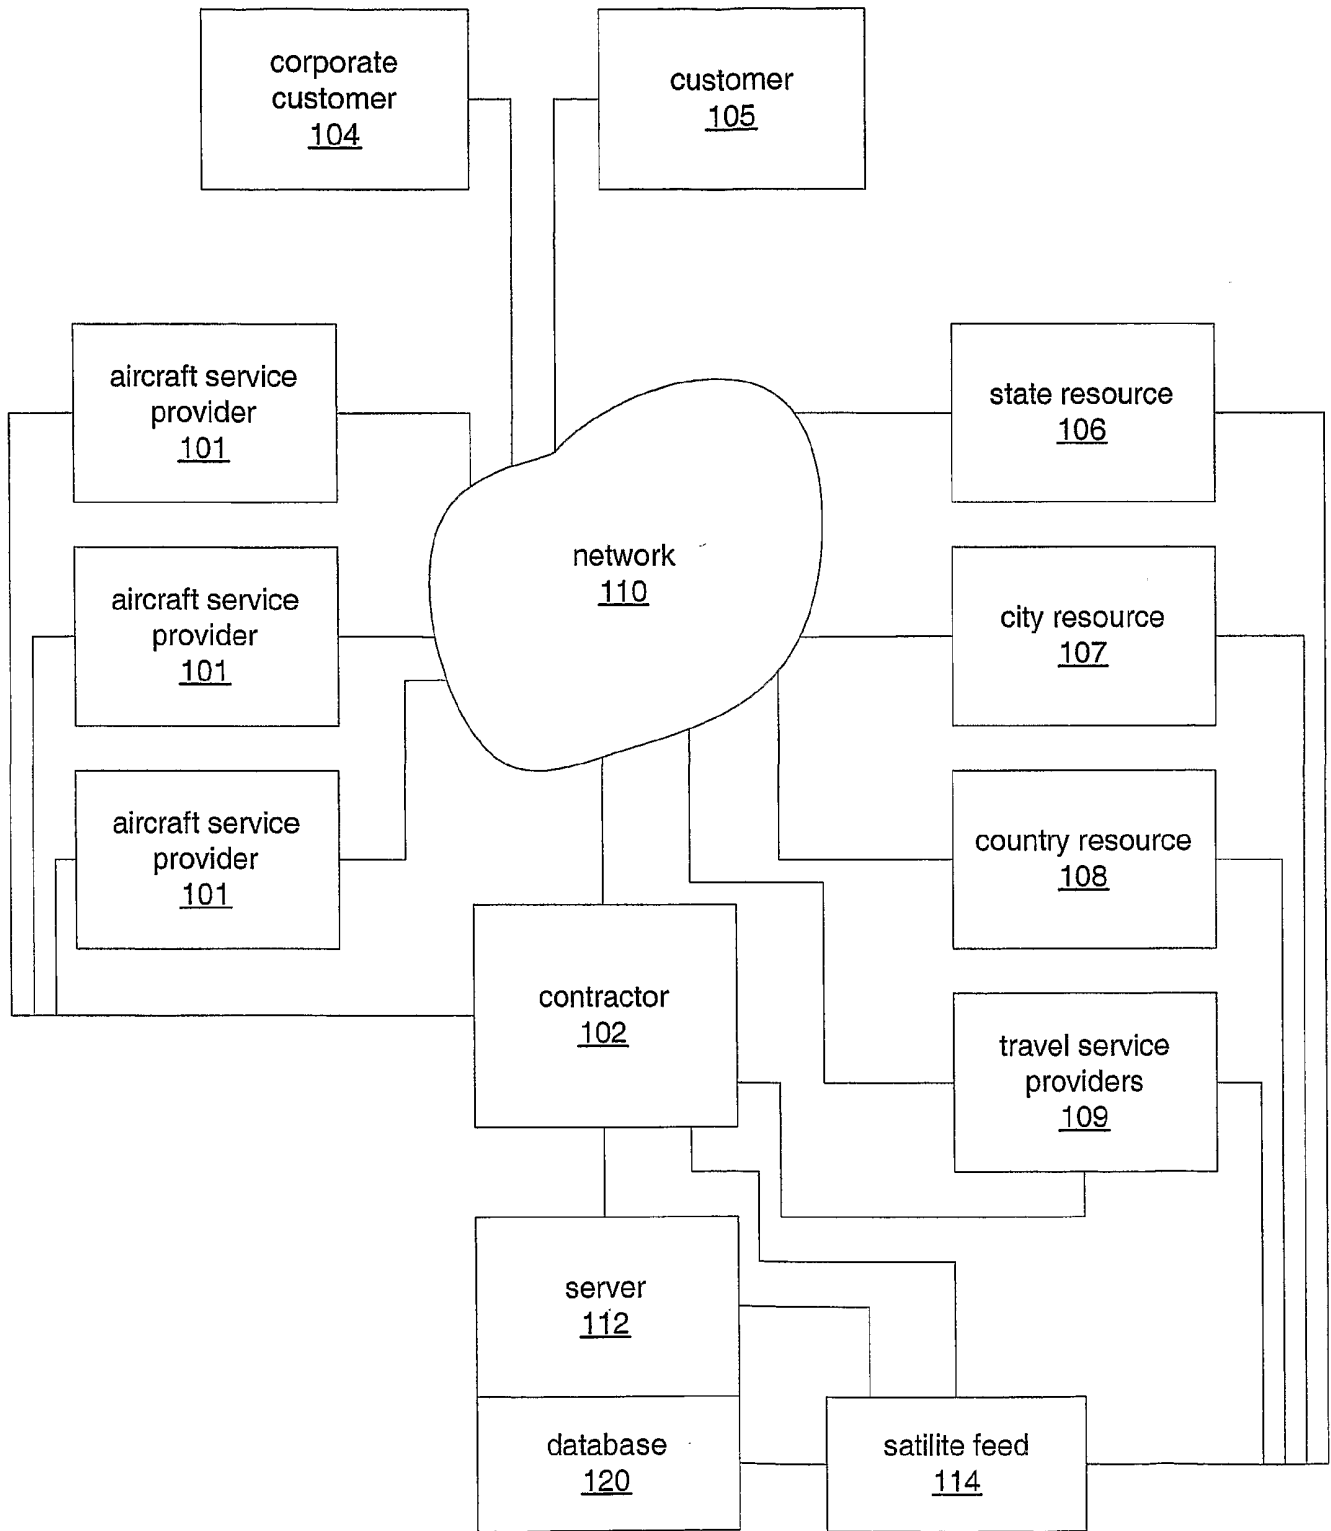 corporate
customer
104
customer
105
aircraft service
provider
101
state resource
106
network
110
aircraft service
provider
101
city resource
107
aircraft service
provider
101
country resource
108
contractor
102
travel service
providers
109
server
112
database
120
satilite feed
114